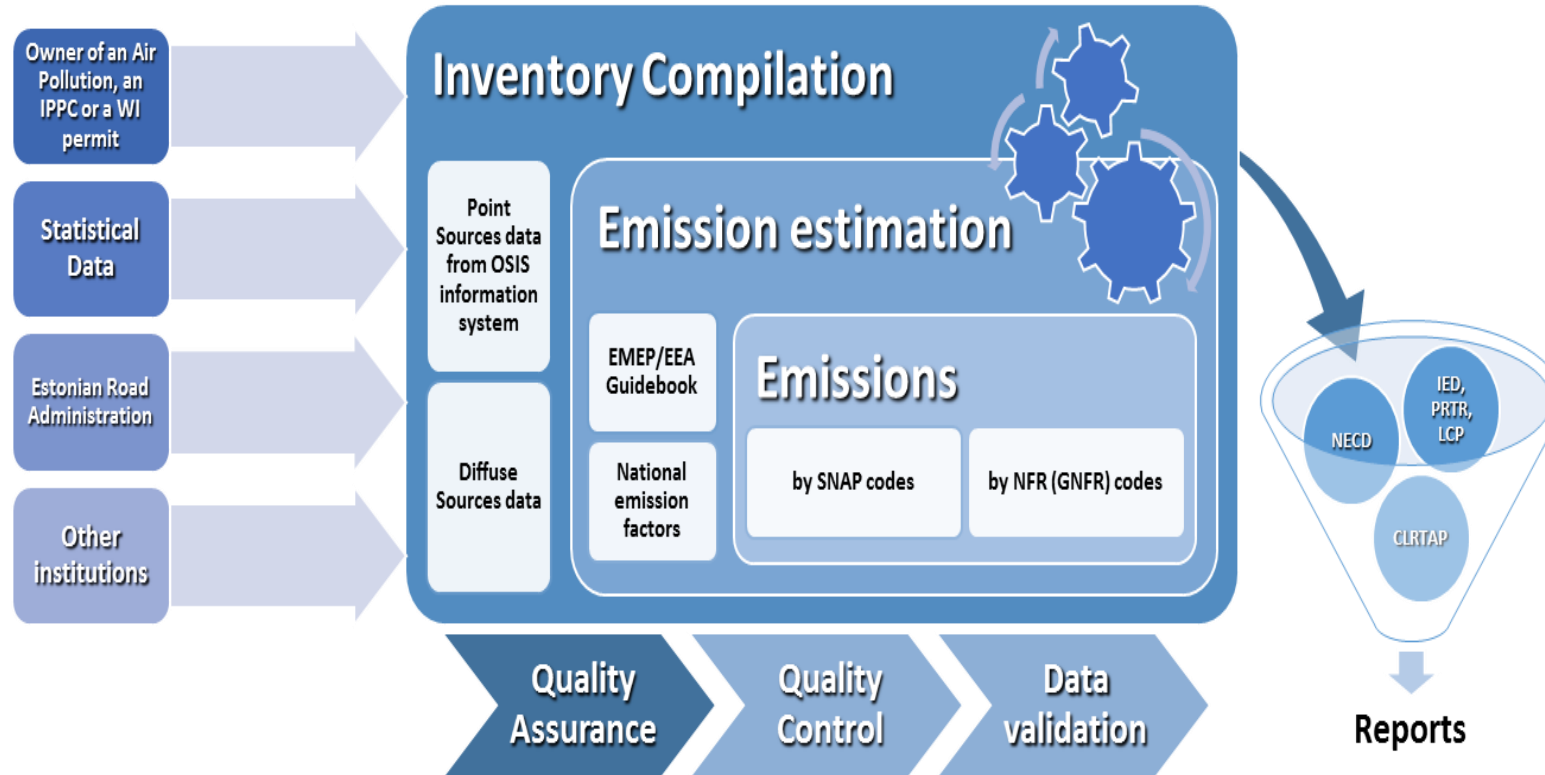 Owner of an Air
Pollution, an
IPPC or a WI
permit
Statistical
Data
Estonian Road
Administration
Other
institutions
Inventory Compilation
Point
Sources data
from OSIS
information
system
Diffuse
Sources data
Emission estimation
EMEP/EEA
Guidebook
National
emission
factors
Emissions
by SNAP codes
by NFR (GNFR) codes
Quality
Assurance
Quality
Control
Data
validation
NECD
IED,
PRTR,
LCP
CLRTAP
Reports